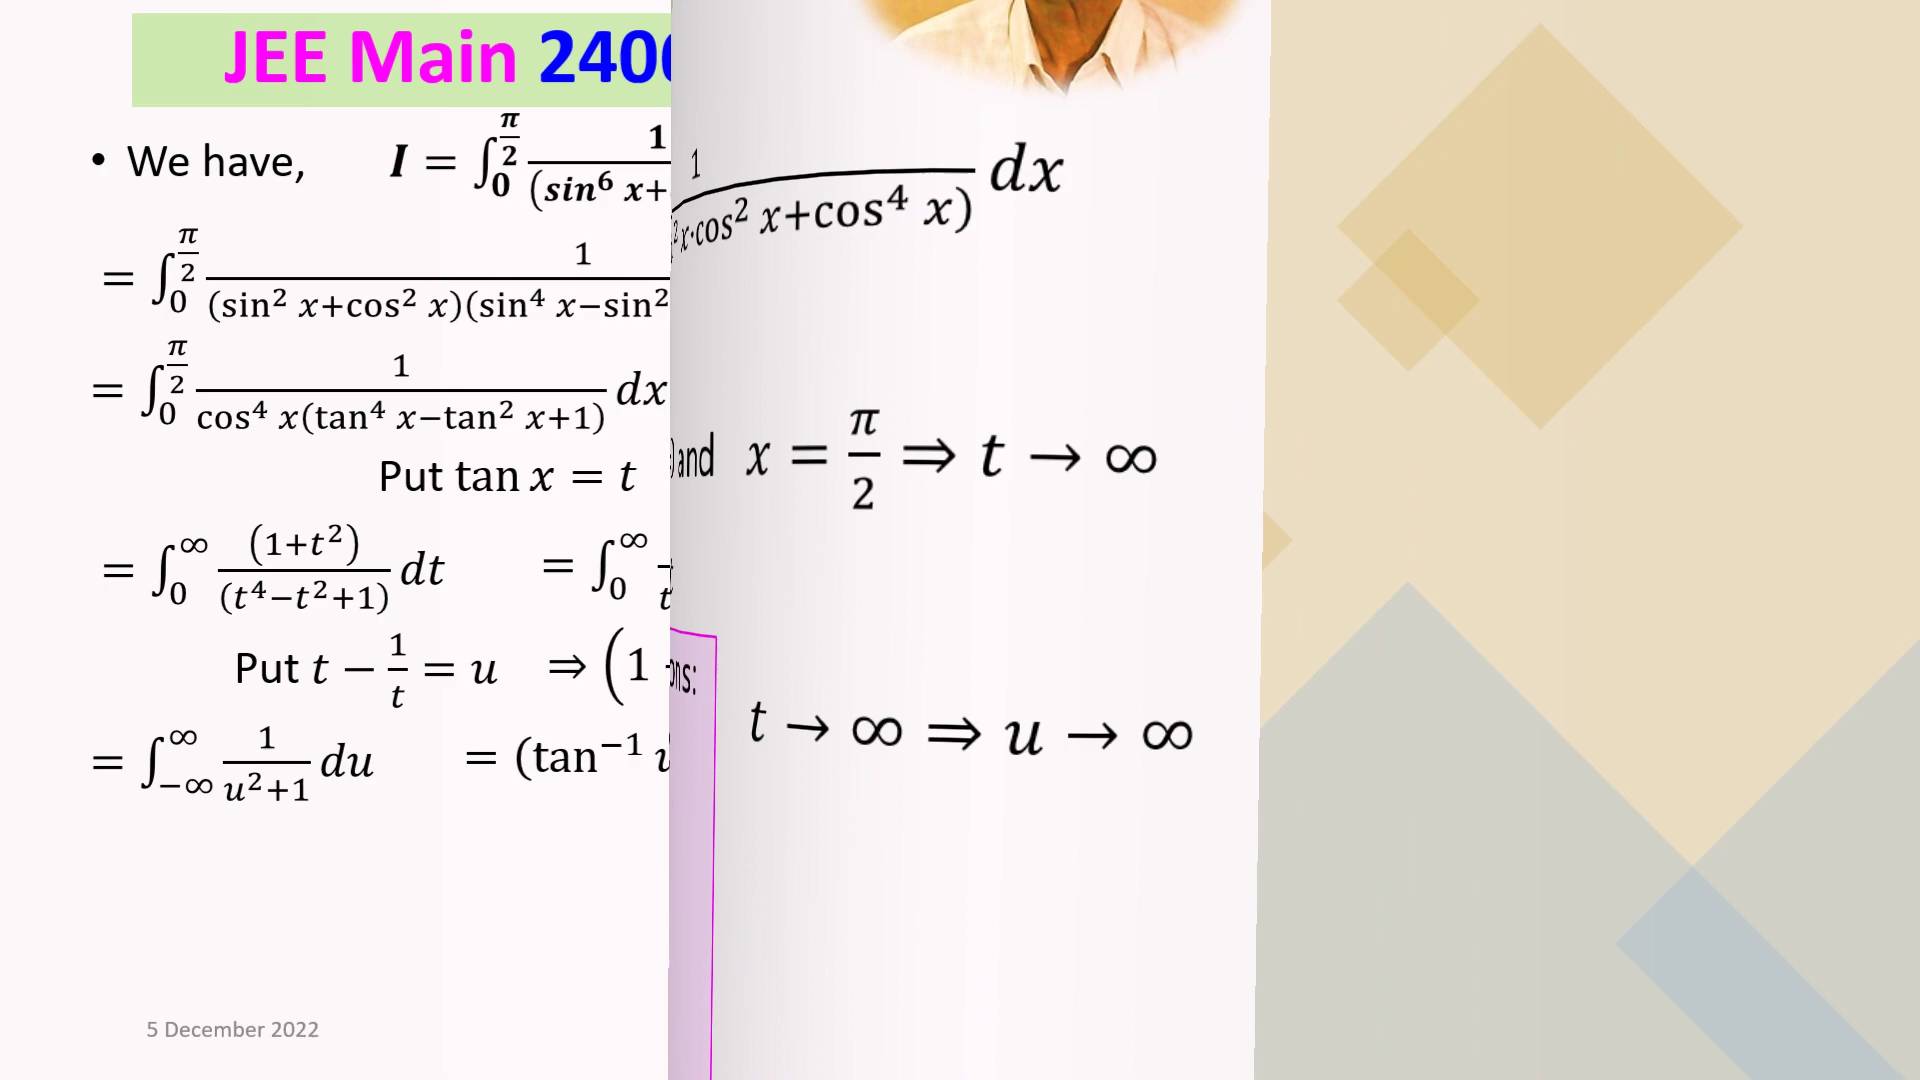 JEE Main 240
• We have, I = ∫₀^(π/2) 1/(sin⁶ x+
1
x·cos² x+cos⁴ x) dx
= ∫₀^(π/2) 1/(sin² x+cos² x)(sin⁴ x−sin²
= ∫₀^(π/2) 1/(cos⁴ x(tan⁴ x−tan² x+1)) dx
Put tan x = t and x = π/2 ⇒ t → ∞
= ∫₀^∞ (1+t²)/(t⁴−t²+1) dt = ∫₀^∞
Put t − 1/t = u ⇒ (1
t → ∞ ⇒ u → ∞
= ∫₋∞^∞ 1/(u²+1) du = (tan⁻¹
5 December 2022